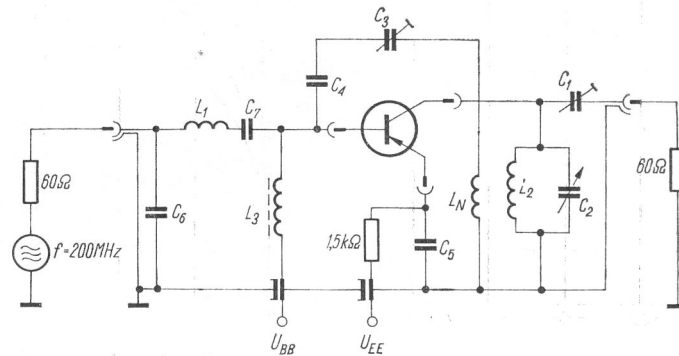 C3
C4
C1
L1
C7
60Ω
C6
L3
f=200MHz
1,5kΩ
C5
LN
L2
C2
60Ω
UBB
UEE